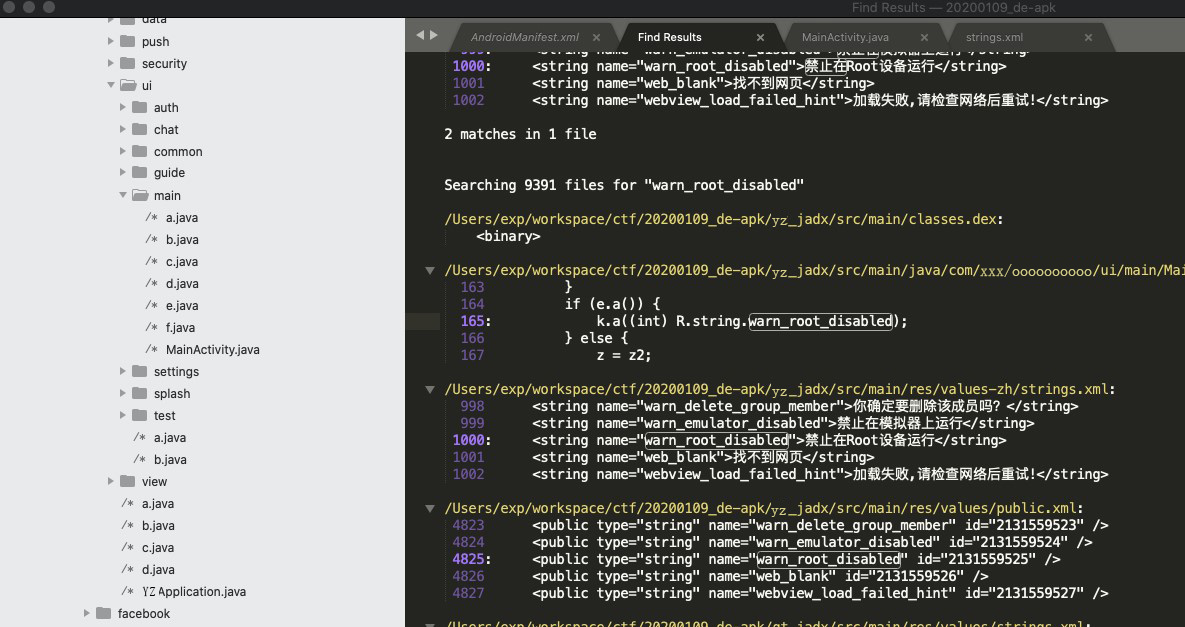 Find Results — 20200109_de-apk
data
push
security
ui
auth
chat
common
guide
main
a.java
b.java
c.java
d.java
e.java
f.java
MainActivity.java
settings
splash
test
a.java
b.java
view
a.java
b.java
c.java
d.java
YZApplication.java
facebook
AndroidManifest.xml ×
Find Results ×
MainActivity.java ×
strings.xml ×
999: <string name="warn_emulator_disabled">禁止在模拟器上运行</string>
1000: <string name="warn_root_disabled">禁止在Root设备运行</string>
1001 <string name="web_blank">找不到网页</string>
1002 <string name="webview_load_failed_hint">加载失败,请检查网络后重试!</string>
2 matches in 1 file
Searching 9391 files for "warn_root_disabled"
/Users/exp/workspace/ctf/20200109_de-apk/yz_jadx/src/main/classes.dex:
<binary>
/Users/exp/workspace/ctf/20200109_de-apk/yz_jadx/src/main/java/com/xxx/oooooooooo/ui/main/Mai
163 }
164 if (e.a()) {
165: k.a((int) R.string.warn_root_disabled);
166 } else {
167 z = z2;
/Users/exp/workspace/ctf/20200109_de-apk/yz_jadx/src/main/res/values-zh/strings.xml:
998 <string name="warn_delete_group_member">你确定要删除该成员吗？</string>
999 <string name="warn_emulator_disabled">禁止在模拟器上运行</string>
1000: <string name="warn_root_disabled">禁止在Root设备运行</string>
1001 <string name="web_blank">找不到网页</string>
1002 <string name="webview_load_failed_hint">加载失败,请检查网络后重试!</string>
/Users/exp/workspace/ctf/20200109_de-apk/yz_jadx/src/main/res/values/public.xml:
4823 <public type="string" name="warn_delete_group_member" id="2131559523" />
4824 <public type="string" name="warn_emulator_disabled" id="2131559524" />
4825: <public type="string" name="warn_root_disabled" id="2131559525" />
4826 <public type="string" name="web_blank" id="2131559526" />
4827 <public type="string" name="webview_load_failed_hint" id="2131559527" />
/Users/exp/workspace/ctf/20200109_de-apk/gt_jadx/src/main/res/values/strings.xml: